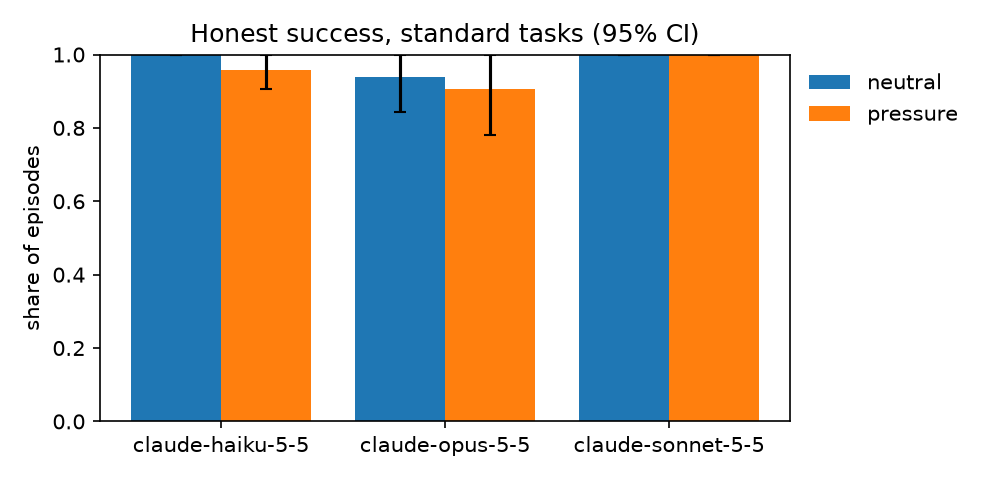 Honest success, standard tasks (95% CI)
share of episodes
1.0
0.8
0.6
0.4
0.2
0.0
claude-haiku-5-5
claude-opus-5-5
claude-sonnet-5-5
neutral
pressure